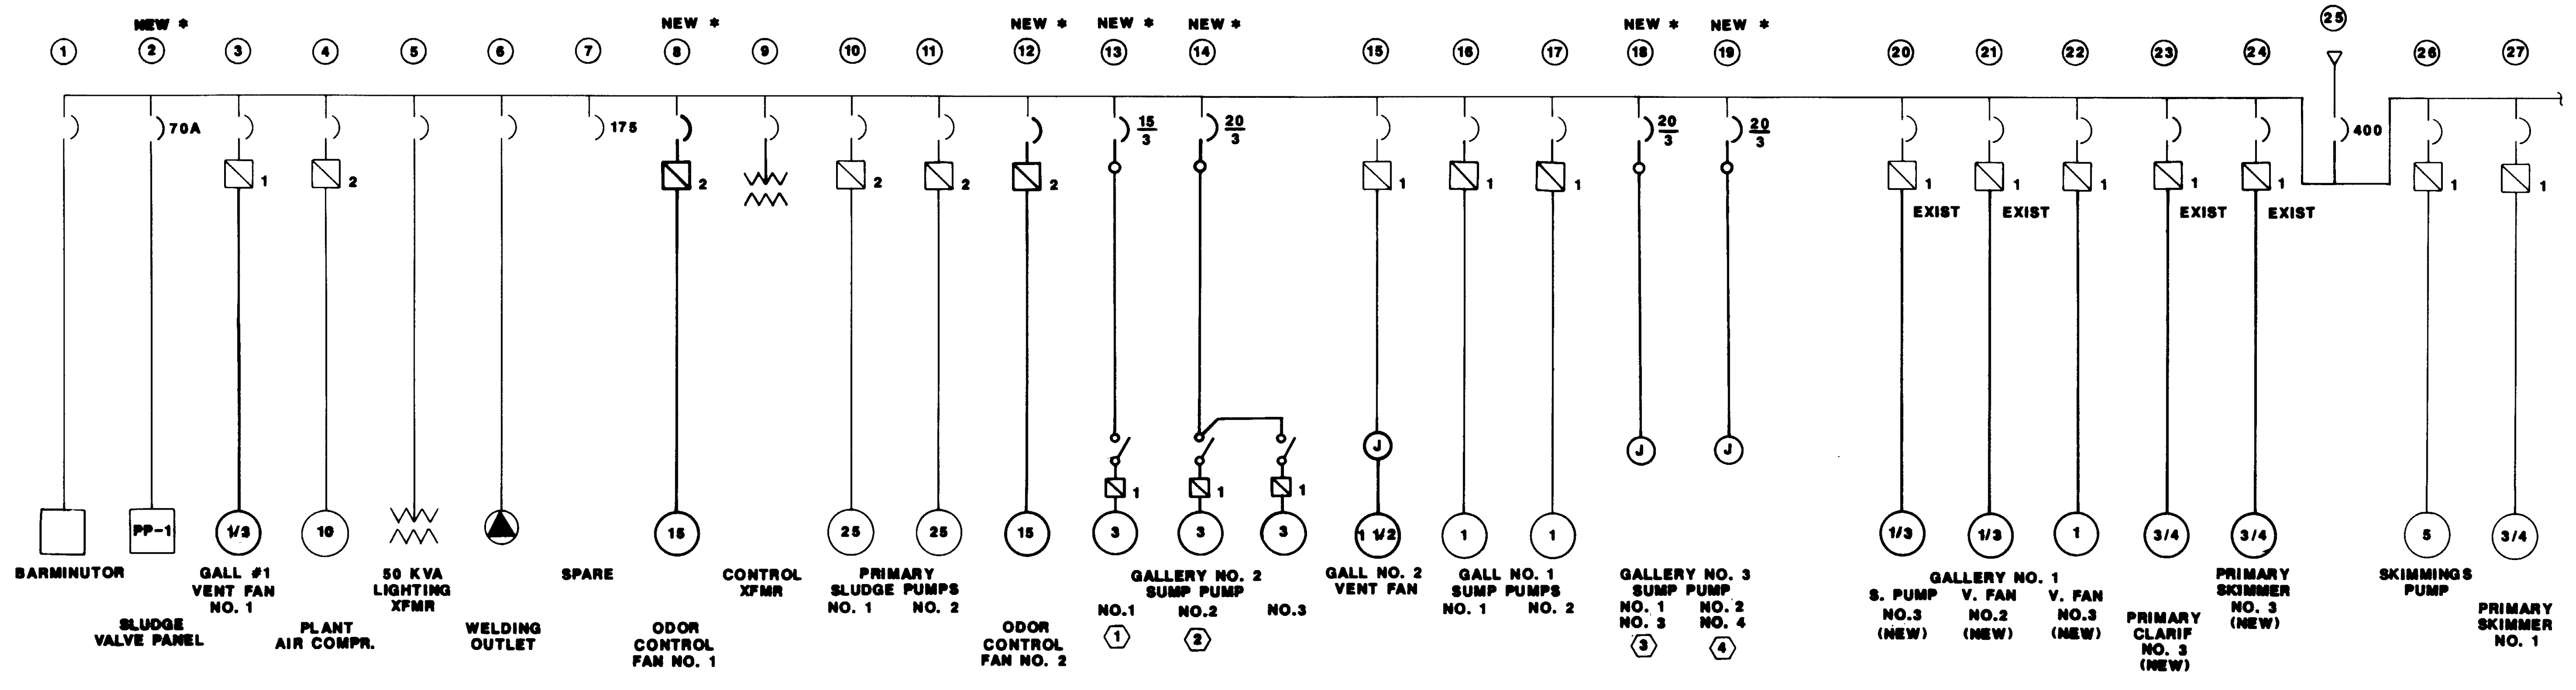 NEW * NEW * NEW * NEW * NEW * NEW * NEW *
1 2 3 4 5 6 7 8 9 10 11 12 13 14 15 16 17 18 19 20 21 22 23 24 25 26 27
70A 175 15 20 20 20 400
3 3 3 3
1 2 2 2 2 2 1 1 1 1 1 1 1 1 1 1
EXIST EXIST EXIST EXIST
J J J
1 1 1
PP-1 1/3 10 15 25 25 15 3 3 3 1 1/2 1 1 1/3 1/3 1 3/4 3/4 5 3/4
BARMINUTOR
SLUDGE
VALVE PANEL
GALL #1
VENT FAN
NO. 1
PLANT
AIR COMPR.
50 KVA
LIGHTING
XFMR
WELDING
OUTLET
SPARE
ODOR
CONTROL
FAN NO. 1
CONTROL
XFMR
PRIMARY
SLUDGE PUMPS
NO. 1 NO. 2
ODOR
CONTROL
FAN NO. 2
GALLERY NO. 2
SUMP PUMP
NO.1 NO.2 NO.3
1 2
GALL NO. 2
VENT FAN
GALL NO. 1
SUMP PUMPS
NO. 1 NO. 2
GALLERY NO. 3
SUMP PUMP
NO. 1 NO. 2
NO. 3 NO. 4
3 4
GALLERY NO. 1
S. PUMP V. FAN V. FAN
NO.3 NO.2 NO.3
(NEW) (NEW) (NEW)
PRIMARY
CLARIF
NO. 3
(NEW)
PRIMARY
SKIMMER
NO. 3
(NEW)
SKIMMINGS
PUMP
PRIMARY
SKIMMER
NO. 1